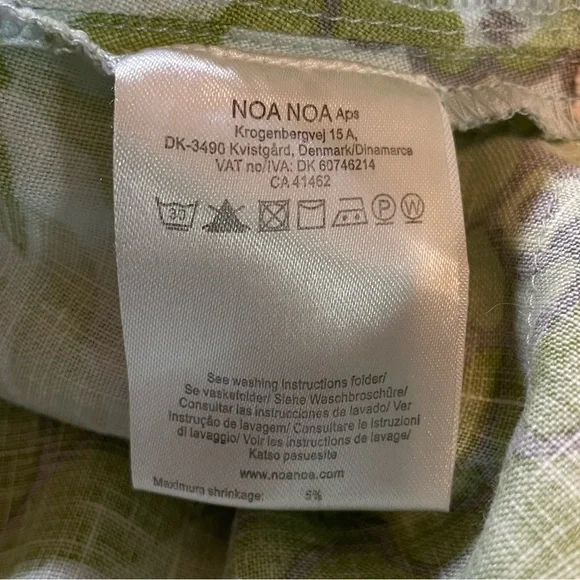 NOA NOA Aps
Krogenbergvej 15 A,
DK-3490 Kvistgård, Denmark/Dinamarca
VAT no/IVA: DK 60746214
CA 41462
30 P W
See washing instructions folder/
Se vaskefolder/ Siehe Waschbroschüre/
Consultar las instrucciones de lavado/ Ver
Instrução de lavagem/ Consultare le istruzioni
di lavaggio/ Voir les instructions de lavage/
Katso pesuesite
www.noanoa.com
Maximum shrinkage: 5%